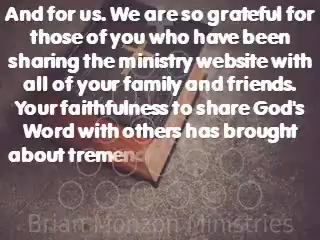 And for us. We are so grateful for
those of you who have been
sharing the ministry website with
all of your family and friends.
Your faithfulness to share God's
Word with others has brought
about
Brian Monzon Ministries